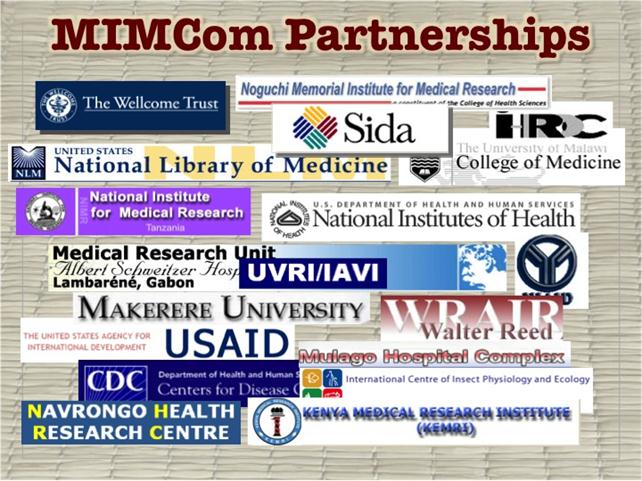 MIMCom Partnerships
The Wellcome Trust
Noguchi Memorial Institute for Medical Research
a constituent of the College of Health Sciences
Sida
The University of Malawi
College of Medicine
UNITED STATES
National Library of Medicine
NLM
National Institute
for Medical Research
Tanzania
NIMR
U.S. DEPARTMENT OF HEALTH AND HUMAN SERVICES
National Institutes of Health
Medical Research Unit
Albert Schweitzer Hosp
Lambaréné, Gabon
UVRI/IAVI
MAKERERE UNIVERSITY
WRAIR
Walter Reed
THE UNITED STATES AGENCY FOR
INTERNATIONAL DEVELOPMENT
USAID
Mulago Hospital Complex
CDC
Department of Health and Human S
Centers for Disease C
International Centre of Insect Physiology and Ecology
NAVRONGO HEALTH
RESEARCH CENTRE
KENYA MEDICAL RESEARCH INSTITUTE
(KEMRI)